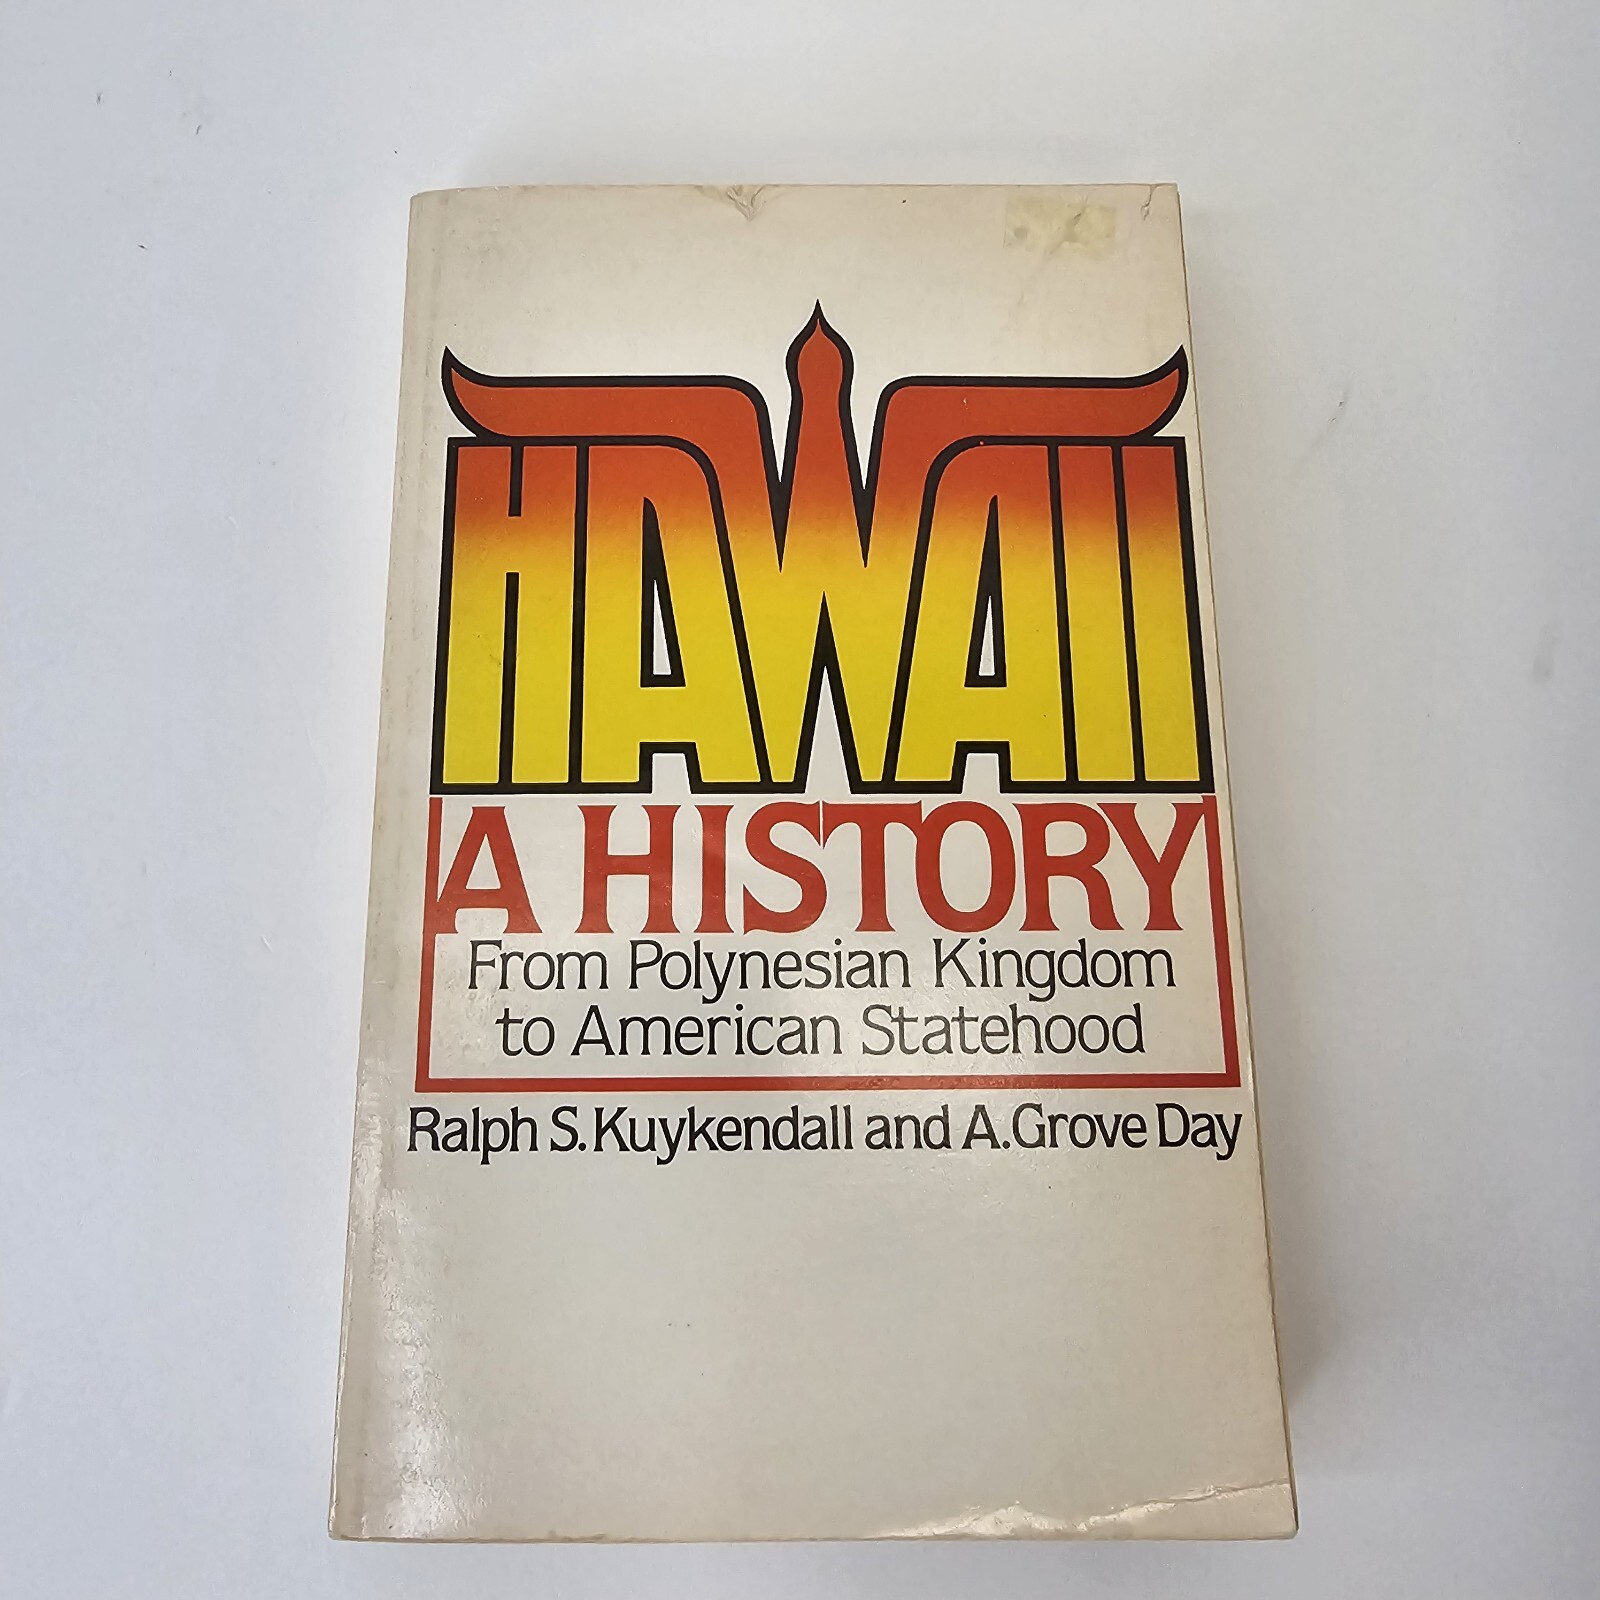 HAWAII
A HISTORY
From Polynesian Kingdom
to American Statehood
Ralph S. Kuykendall and A. Grove Day